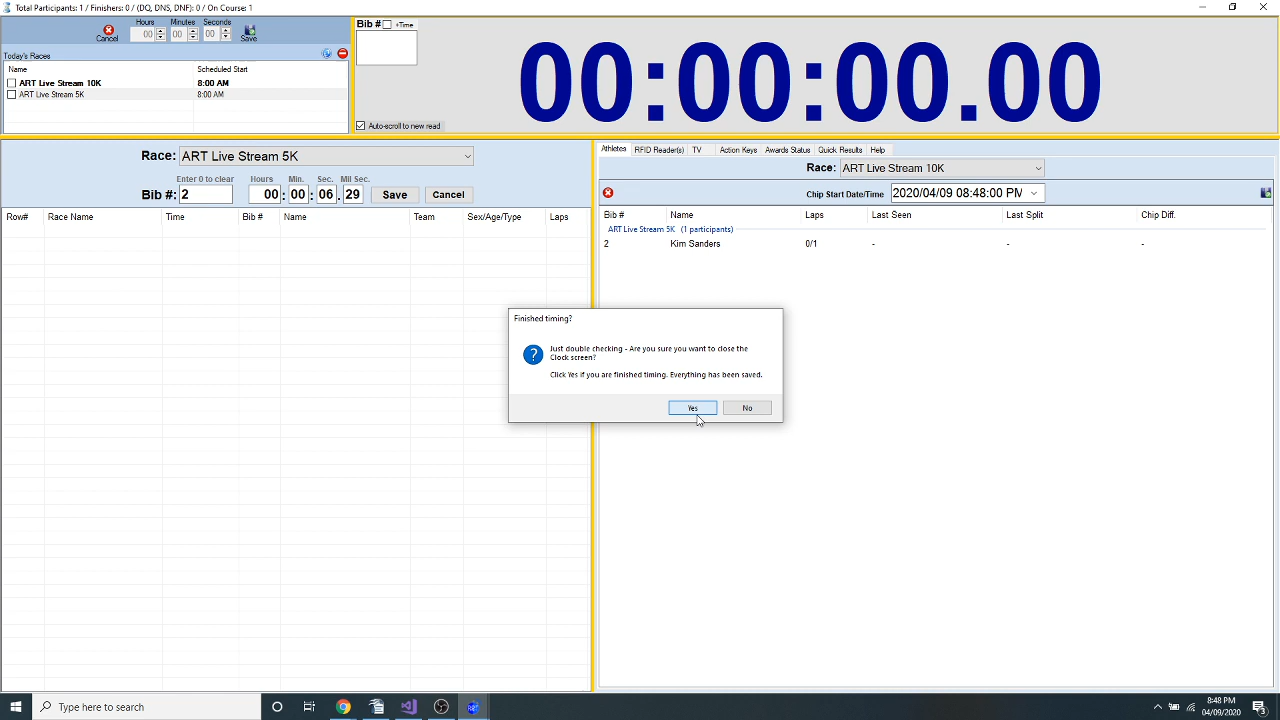 Total Participants: 1 / Finishers: 0 / (DQ, DNS, DNF): 0 / On Course: 1
Hours Minutes Seconds
Cancel 00 00 00 Save
Today's Races
Name Scheduled Start
ART Live Stream 10K 8:00 AM
ART Live Stream 5K 8:00 AM
Bib # +Time
00:00:00.00
Auto-scroll to new read
Race: ART Live Stream 5K
Enter 0 to clear Hours Min. Sec. Mil Sec.
Bib #: 2 00 : 00 : 06 . 29 Save Cancel
Row# Race Name Time Bib # Name Team Sex/Age/Type Laps
Athletes RFID Reader(s) TV Action Keys Awards Status Quick Results Help
Race: ART Live Stream 10K
Chip Start Date/Time 2020/04/09 08:48:00 PM
Bib # Name Laps Last Seen Last Split Chip Diff.
ART Live Stream 5K (1 participants)
2 Kim Sanders 0/1 - - -
Finished timing?
Just double checking - Are you sure you want to close the
Clock screen?
Click Yes if you are finished timing. Everything has been saved.
Yes No
Type here to search
8:48 PM
04/09/2020